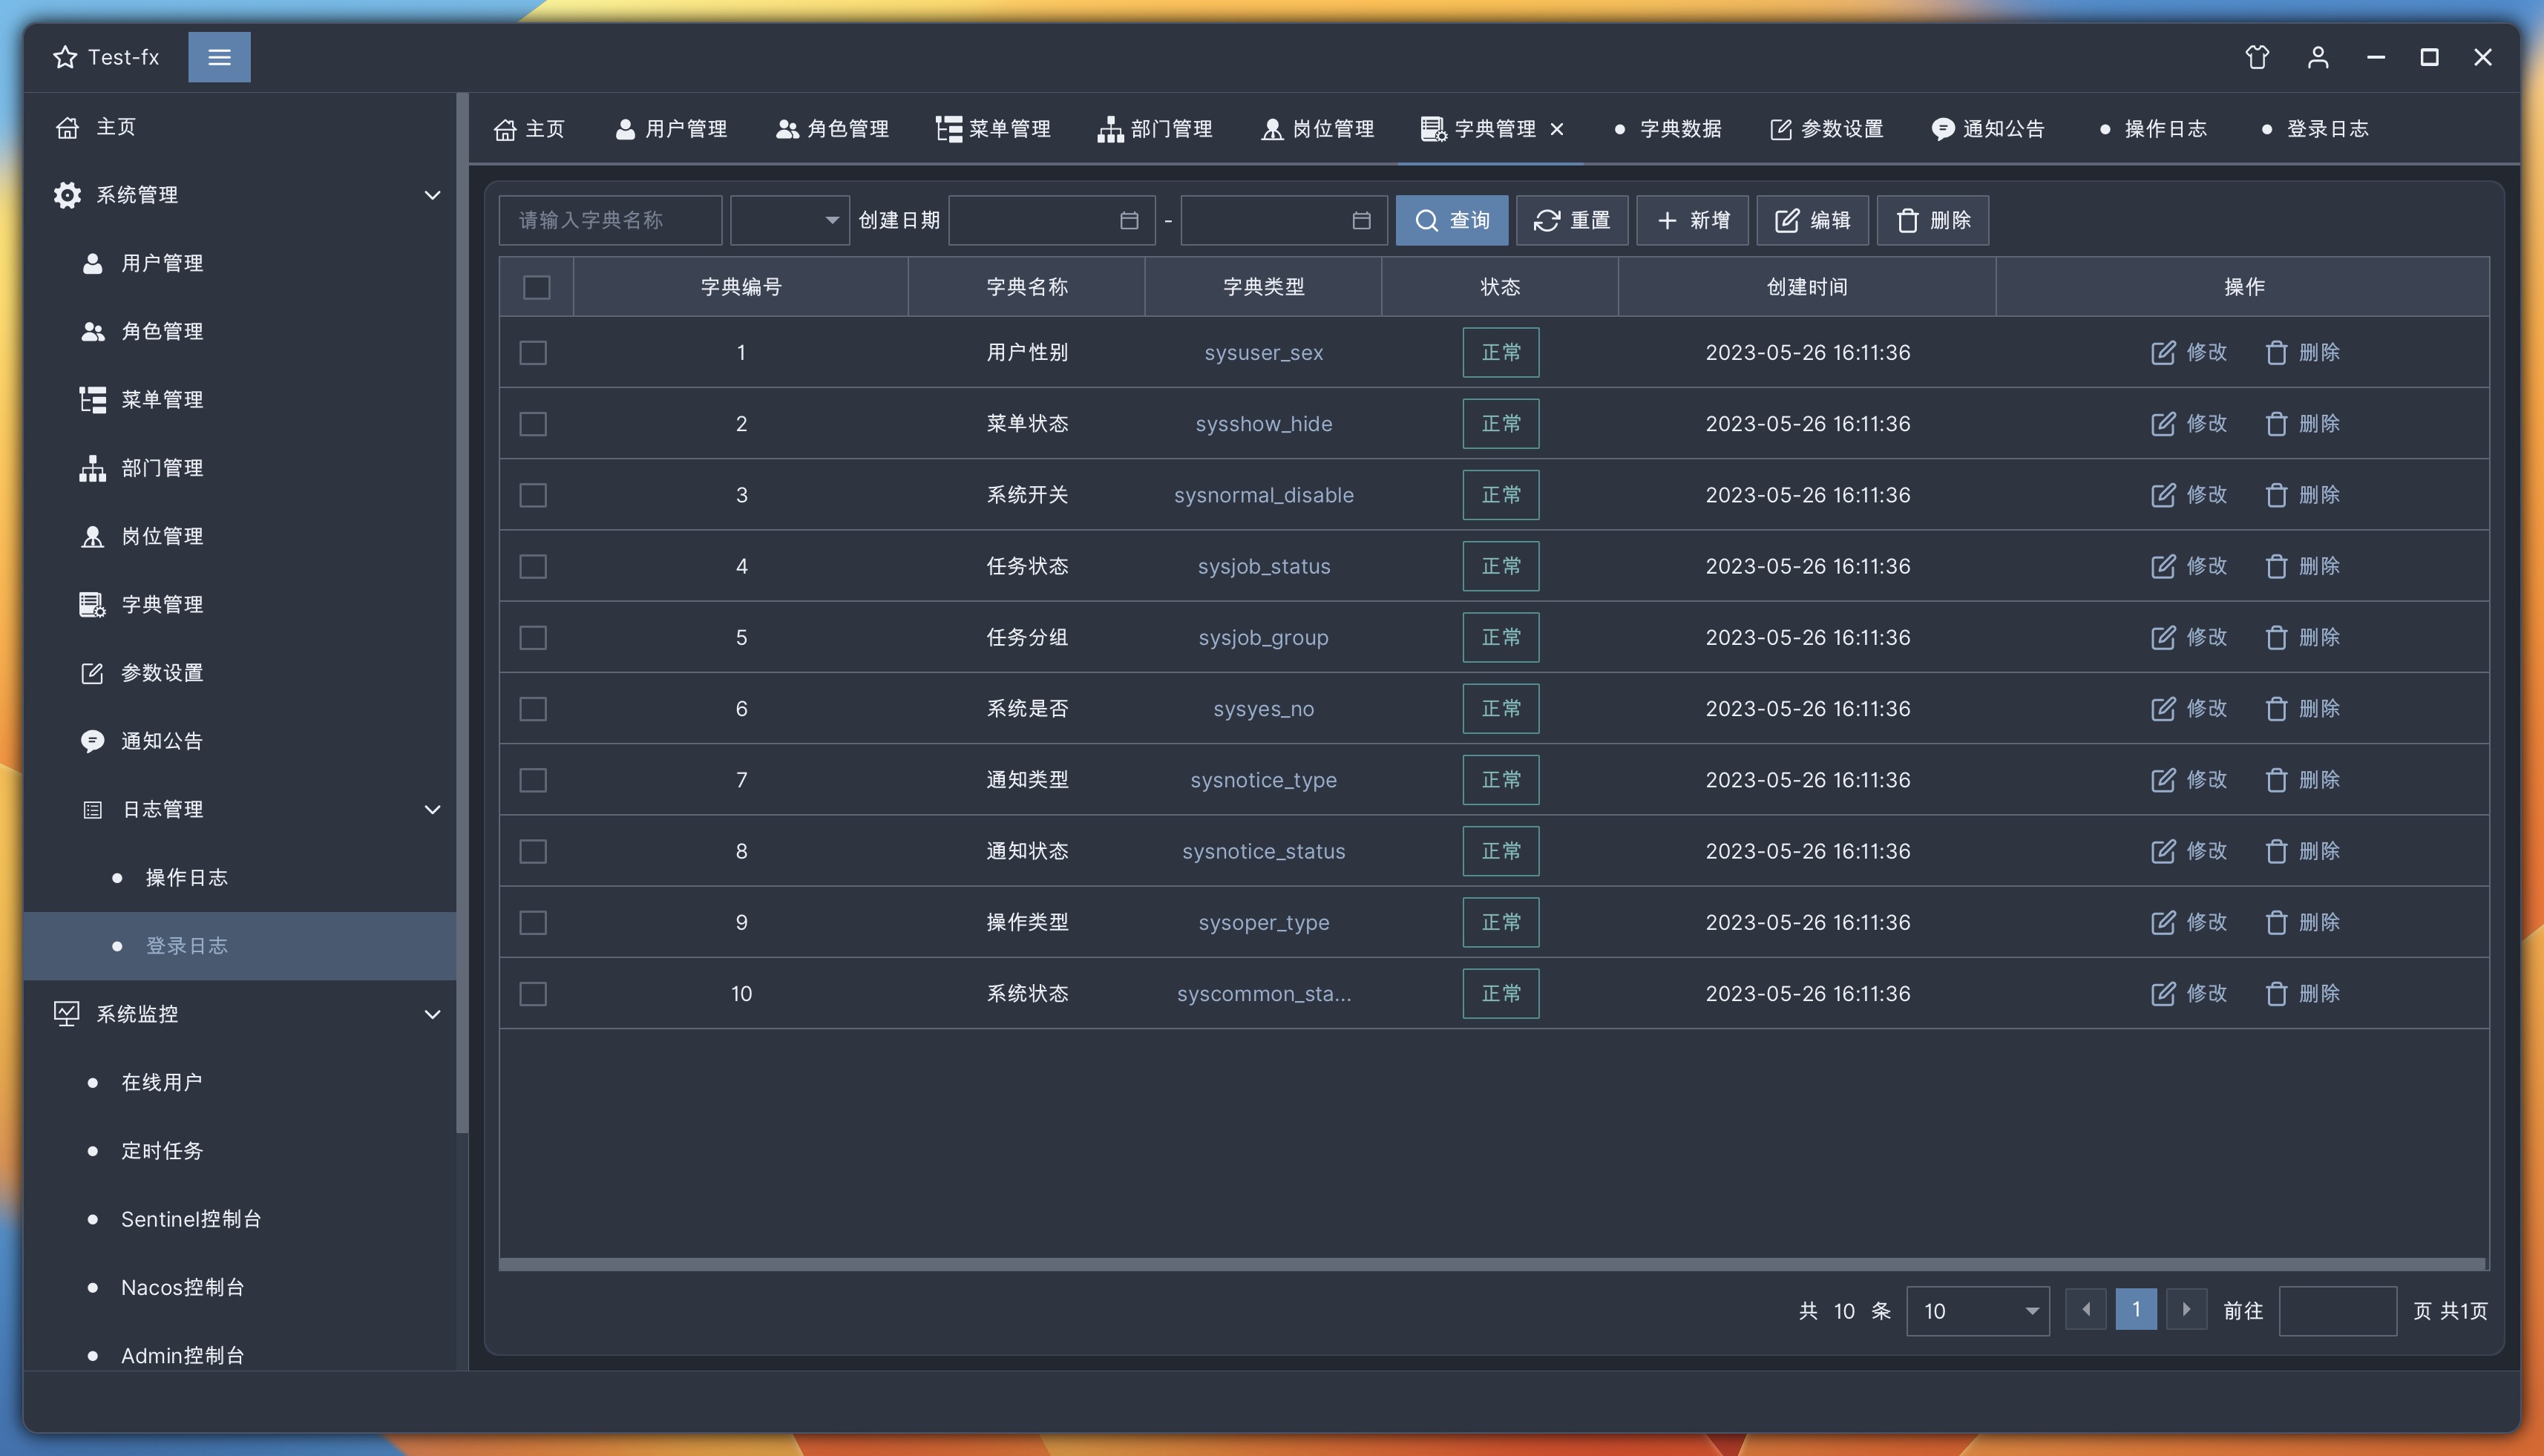 Test-fx
主页
系统管理
用户管理
角色管理
菜单管理
部门管理
岗位管理
字典管理
参数设置
通知公告
日志管理
操作日志
登录日志
系统监控
在线用户
定时任务
Sentinel控制台
Nacos控制台
Admin控制台
主页 用户管理 角色管理 菜单管理 部门管理 岗位管理 字典管理 字典数据 参数设置 通知公告 操作日志 登录日志
请输入字典名称 创建日期 - 查询 重置 新增 编辑 删除
字典编号 字典名称 字典类型 状态 创建时间 操作
1 用户性别 sysuser_sex 正常 2023-05-26 16:11:36 修改 删除
2 菜单状态 sysshow_hide 正常 2023-05-26 16:11:36 修改 删除
3 系统开关 sysnormal_disable 正常 2023-05-26 16:11:36 修改 删除
4 任务状态 sysjob_status 正常 2023-05-26 16:11:36 修改 删除
5 任务分组 sysjob_group 正常 2023-05-26 16:11:36 修改 删除
6 系统是否 sysyes_no 正常 2023-05-26 16:11:36 修改 删除
7 通知类型 sysnotice_type 正常 2023-05-26 16:11:36 修改 删除
8 通知状态 sysnotice_status 正常 2023-05-26 16:11:36 修改 删除
9 操作类型 sysoper_type 正常 2023-05-26 16:11:36 修改 删除
10 系统状态 syscommon_sta... 正常 2023-05-26 16:11:36 修改 删除
共 10 条 10 1 前往 页 共1页